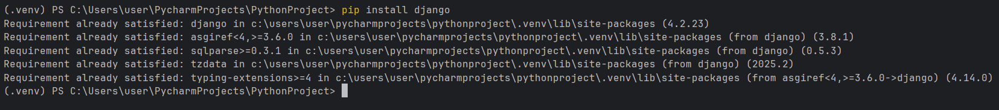 (.venv) PS C:\Users\user\PycharmProjects\PythonProject> pip install django
Requirement already satisfied: django in c:\users\user\pycharmprojects\pythonproject\.venv\lib\site-packages (4.2.23)
Requirement already satisfied: asgiref<4,>=3.6.0 in c:\users\user\pycharmprojects\pythonproject\.venv\lib\site-packages (from django) (3.8.1)
Requirement already satisfied: sqlparse>=0.3.1 in c:\users\user\pycharmprojects\pythonproject\.venv\lib\site-packages (from django) (0.5.3)
Requirement already satisfied: tzdata in c:\users\user\pycharmprojects\pythonproject\.venv\lib\site-packages (from django) (2025.2)
Requirement already satisfied: typing-extensions>=4 in c:\users\user\pycharmprojects\pythonproject\.venv\lib\site-packages (from asgiref<4,>=3.6.0->django) (4.14.0)
(.venv) PS C:\Users\user\PycharmProjects\PythonProject>